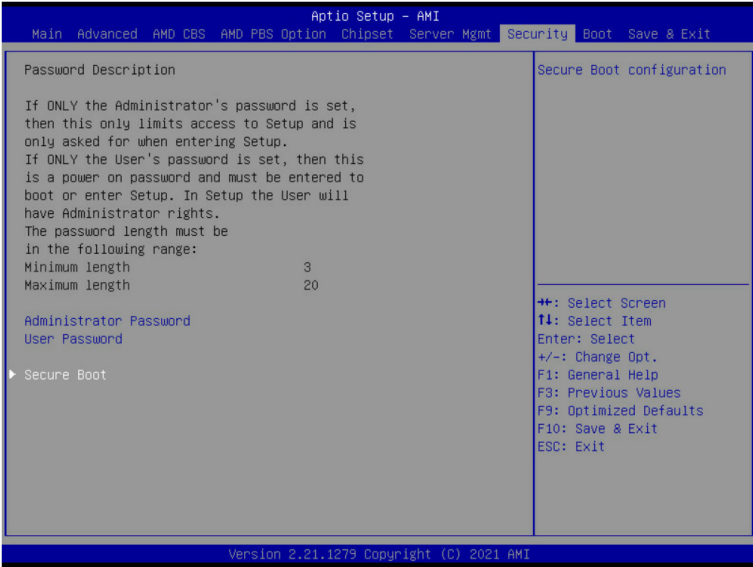 Aptio Setup – AMI
Main Advanced AMD CBS AMD PBS Option Chipset Server Mgmt Security Boot Save & Exit
Password Description
If ONLY the Administrator's password is set,
then this only limits access to Setup and is
only asked for when entering Setup.
If ONLY the User's password is set, then this
is a power on password and must be entered to
boot or enter Setup. In Setup the User will
have Administrator rights.
The password length must be
in the following range:
Minimum length 3
Maximum length 20
Administrator Password
User Password
▶ Secure Boot
Secure Boot configuration
→←: Select Screen
↑↓: Select Item
Enter: Select
+/-: Change Opt.
F1: General Help
F3: Previous Values
F9: Optimized Defaults
F10: Save & Exit
ESC: Exit
Version 2.21.1279 Copyright (C) 2021 AMI